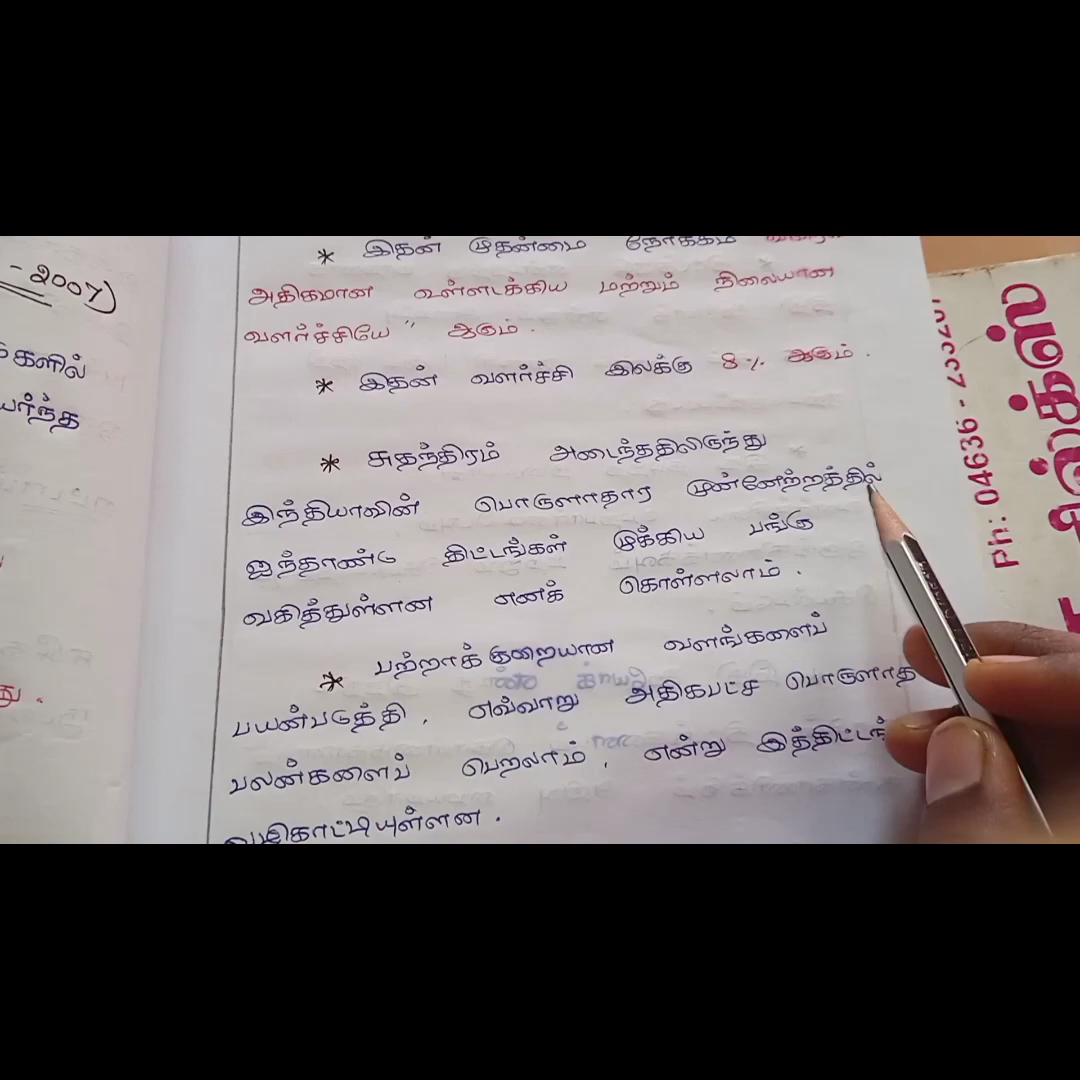 - 2007)
களில்
யர்ந்த
து.
* இதன் முதன்மை நோக்கம்
அதிகமான உள்ளடக்கிய மற்றும் நிலையான
வளர்ச்சியே" ஆகும்.
* இதன் வளர்ச்சி இலக்கு 8% ஆகும்.
* சுதந்திரம் அடைந்ததிலிருந்து
இந்தியாவின் பொருளாதார முன்னேற்றத்தில்
ஐந்தாண்டு திட்டங்கள் முக்கிய பங்கு
வகித்துள்ளன எனக் கொள்ளலாம்.
* பற்றாக்குறையான வளங்களைப்
பயன்படுத்தி, எவ்வாறு அதிகபட்ச பொருளாத
பலன்களைப் பெறலாம், என்று இத்திட்டங்
வழிகாட்டியுள்ளன.
Ph: 04636 -